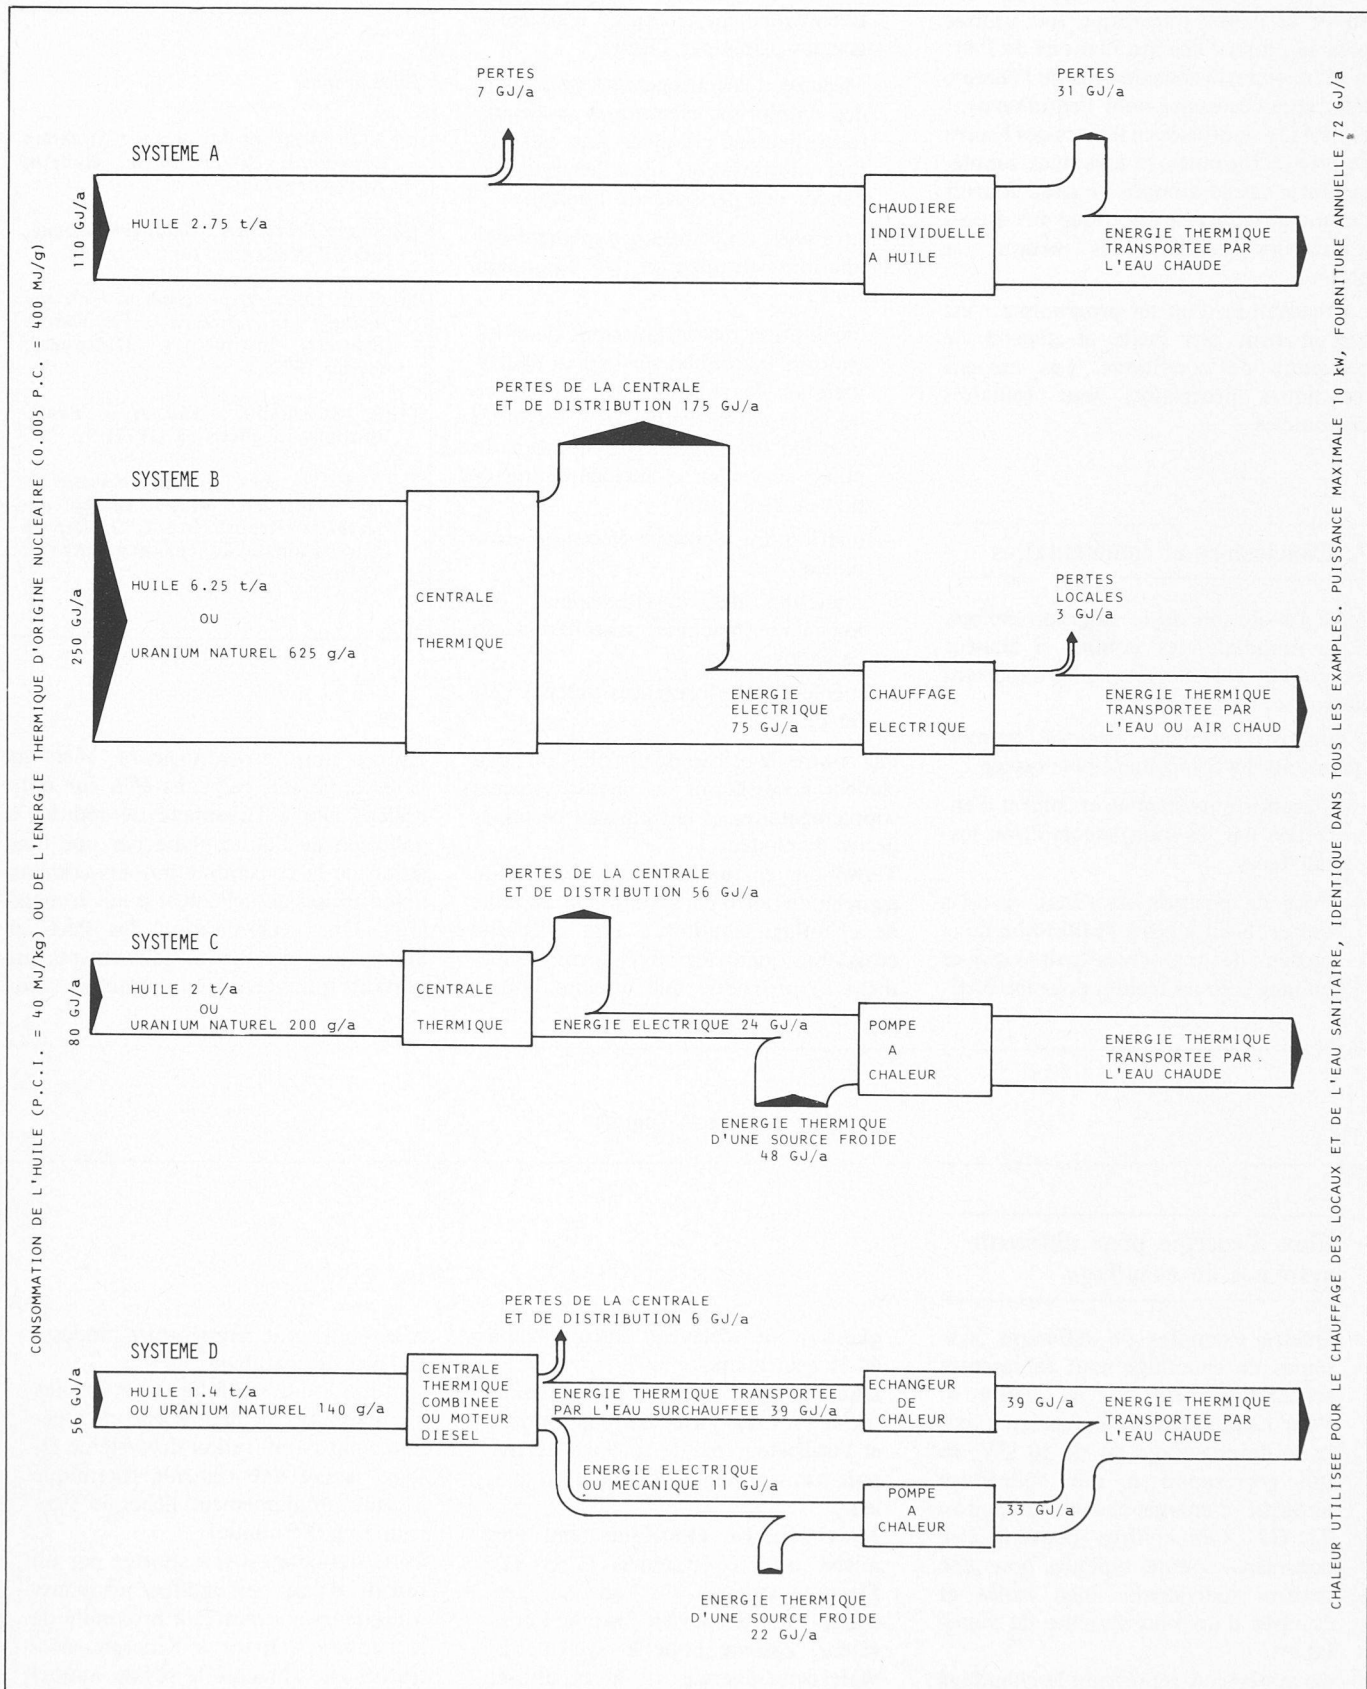 CONSOMMATION DE L'HUILE (P.C.I. = 40 MJ/kg) OU DE L'ENERGIE THERMIQUE D'ORIGINE NUCLEAIRE (0.005 P.C. = 400 MJ/g)
PERTES
7 GJ/a
PERTES
31 GJ/a
SYSTEME A
110 GJ/a
HUILE 2.75 t/a
CHAUDIERE
INDIVIDUELLE
A HUILE
ENERGIE THERMIQUE
TRANSPORTEE PAR
L'EAU CHAUDE
PERTES DE LA CENTRALE
ET DE DISTRIBUTION 175 GJ/a
SYSTEME B
250 GJ/a
HUILE 6.25 t/a
OU
URANIUM NATUREL 625 g/a
CENTRALE
THERMIQUE
PERTES
LOCALES
3 GJ/a
ENERGIE
ELECTRIQUE
75 GJ/a
CHAUFFAGE
ELECTRIQUE
ENERGIE THERMIQUE
TRANSPORTEE PAR
L'EAU OU AIR CHAUD
PERTES DE LA CENTRALE
ET DE DISTRIBUTION 56 GJ/a
SYSTEME C
80 GJ/a
HUILE 2 t/a
OU
URANIUM NATUREL 200 g/a
CENTRALE
THERMIQUE
ENERGIE ELECTRIQUE 24 GJ/a
POMPE
A
CHALEUR
ENERGIE THERMIQUE
TRANSPORTEE PAR
L'EAU CHAUDE
ENERGIE THERMIQUE
D'UNE SOURCE FROIDE
48 GJ/a
PERTES DE LA CENTRALE
ET DE DISTRIBUTION 6 GJ/a
SYSTEME D
56 GJ/a
HUILE 1.4 t/a
OU URANIUM NATUREL 140 g/a
CENTRALE
THERMIQUE
COMBINEE
OU MOTEUR
DIESEL
ENERGIE THERMIQUE TRANSPORTEE
PAR L'EAU SURCHAUFFEE 39 GJ/a
ECHANGEUR
DE
CHALEUR
39 GJ/a
ENERGIE THERMIQUE
TRANSPORTEE PAR
L'EAU CHAUDE
ENERGIE ELECTRIQUE
OU MECANIQUE 11 GJ/a
POMPE
A
CHALEUR
33 GJ/a
ENERGIE THERMIQUE
D'UNE SOURCE FROIDE
22 GJ/a
CHALEUR UTILISEE POUR LE CHAUFFAGE DES LOCAUX ET DE L'EAU SANITAIRE, IDENTIQUE DANS TOUS LES EXAMPLES. PUISSANCE MAXIMALE 10 kW, FOURNITURE ANNUELLE 72 GJ/a